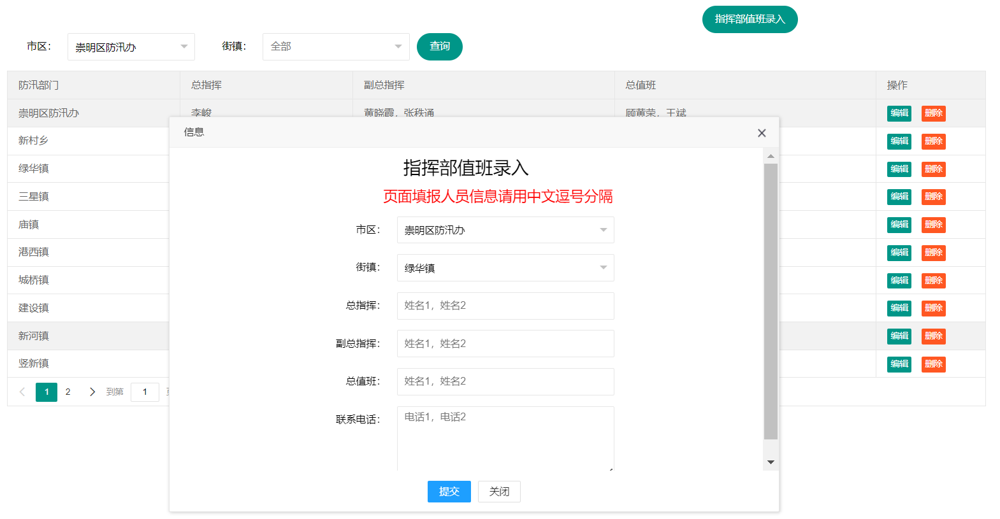 指挥部值班录入
市区： 崇明区防汛办 街镇： 全部 查询
防汛部门 总指挥 副总指挥 总值班 操作
崇明区防汛办 李峻 黄晓霞，张秩通 顾黄荣，王斌 编辑 删除
新村乡 编辑 删除
绿华镇 编辑 删除
三星镇 编辑 删除
庙镇 编辑 删除
港西镇 编辑 删除
城桥镇 编辑 删除
建设镇 编辑 删除
新河镇 编辑 删除
竖新镇 编辑 删除
1 2 到第 1
信息
指挥部值班录入
页面填报人员信息请用中文逗号分隔
市区： 崇明区防汛办
街镇： 绿华镇
总指挥： 姓名1，姓名2
副总指挥： 姓名1，姓名2
总值班： 姓名1，姓名2
联系电话： 电话1，电话2
提交 关闭